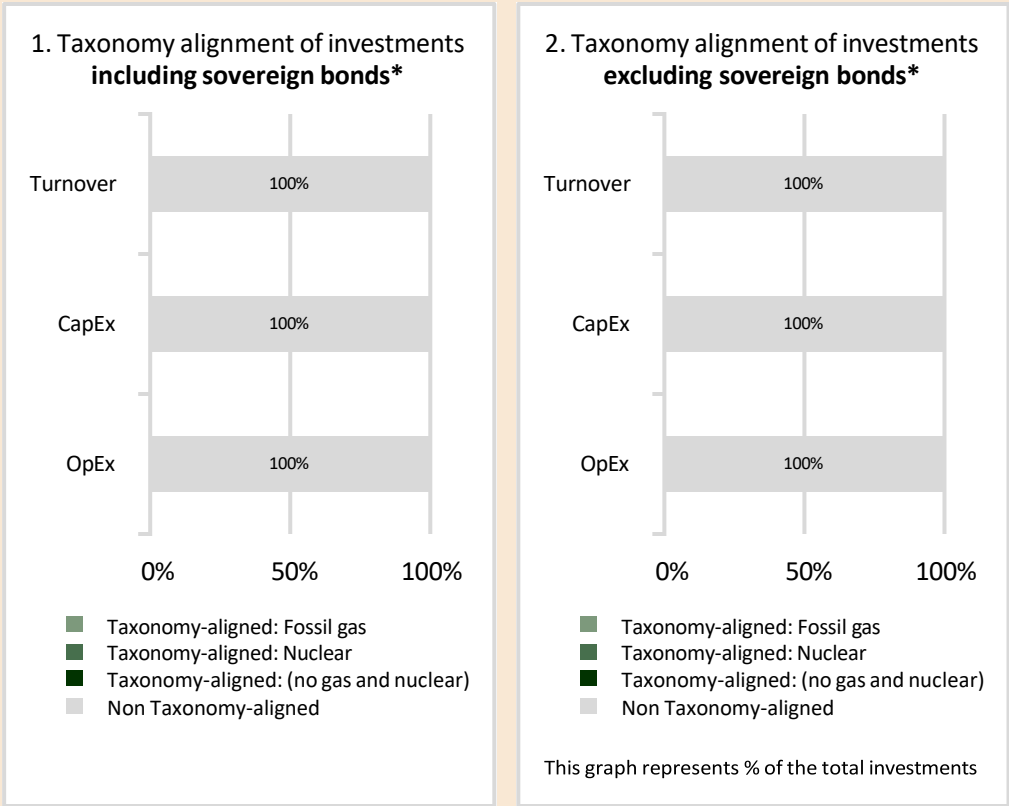 1. Taxonomy alignment of investments
including sovereign bonds*
Turnover
100%
CapEx
100%
OpEx
100%
0% 50% 100%
Taxonomy-aligned: Fossil gas
Taxonomy-aligned: Nuclear
Taxonomy-aligned: (no gas and nuclear)
Non Taxonomy-aligned
2. Taxonomy alignment of investments
excluding sovereign bonds*
Turnover
100%
CapEx
100%
OpEx
100%
0% 50% 100%
Taxonomy-aligned: Fossil gas
Taxonomy-aligned: Nuclear
Taxonomy-aligned: (no gas and nuclear)
Non Taxonomy-aligned
This graph represents % of the total investments